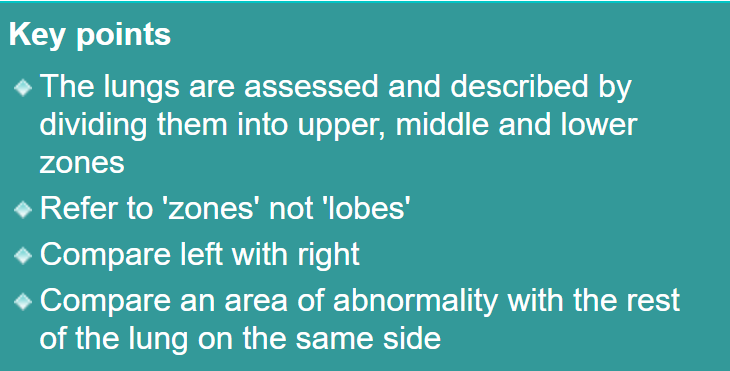 Key points
The lungs are assessed and described by
dividing them into upper, middle and lower
zones
Refer to 'zones' not 'lobes'
Compare left with right
Compare an area of abnormality with the rest
of the lung on the same side